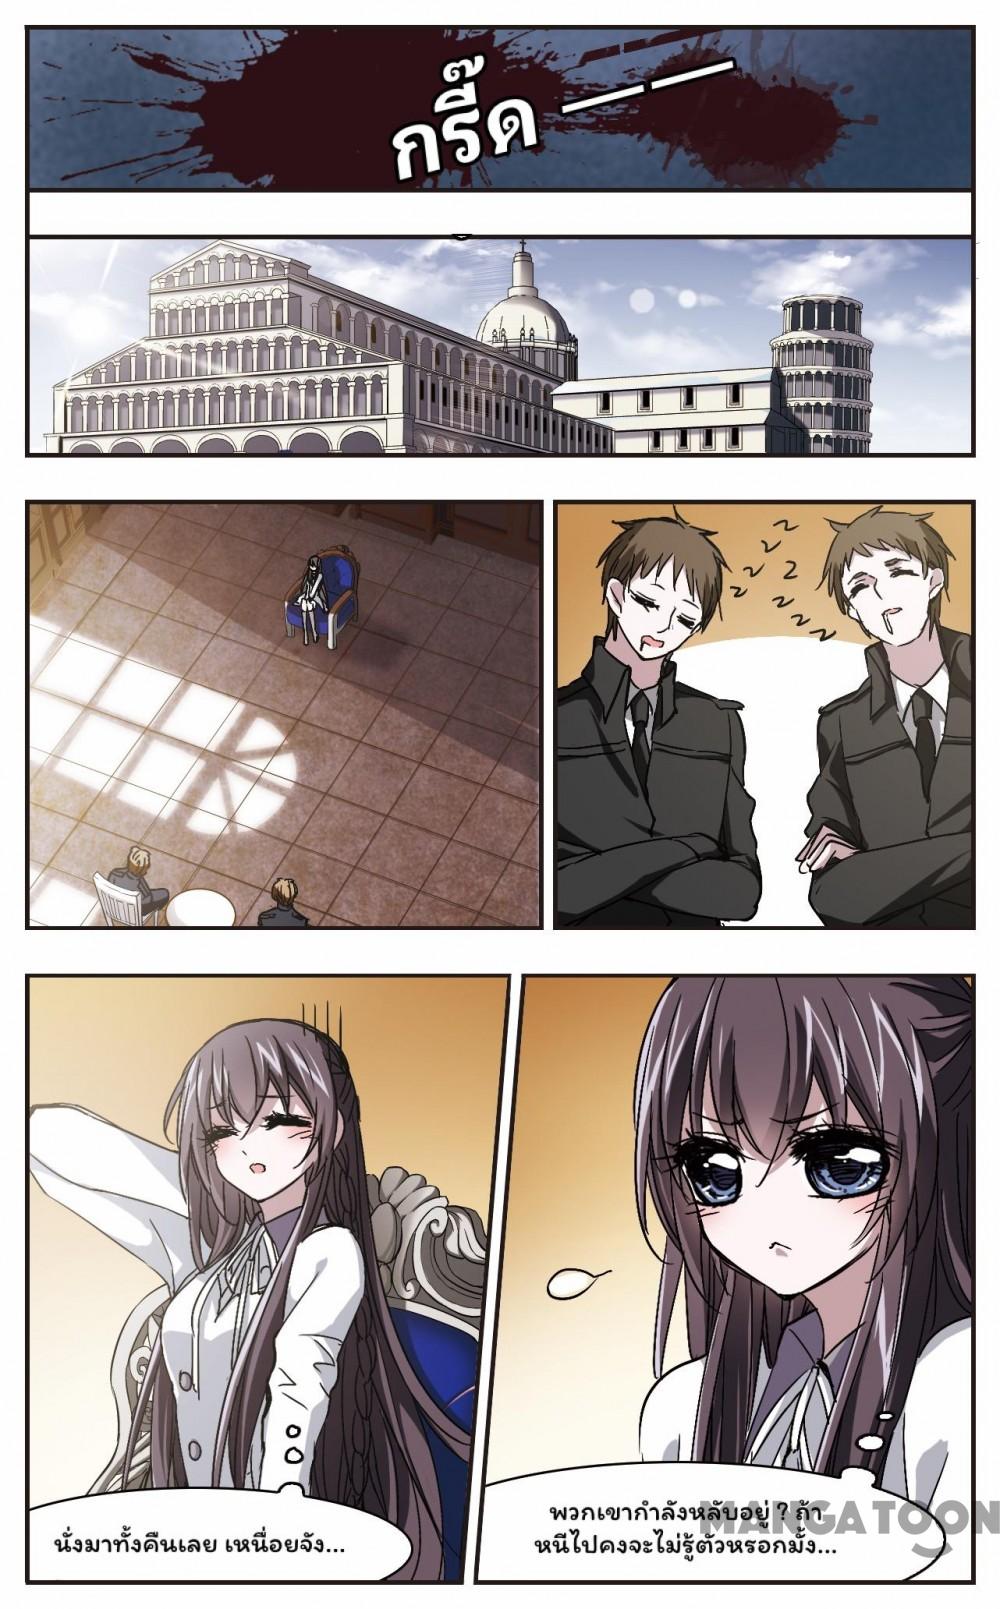 กรี๊ด ——
z z z z z z z z
นั่งมาทั้งคืนเลย เหนื่อยจัง...
พวกเขากำลังหลับอยู่ ? ถ้า
หนีไปคงจะไม่รู้ตัวหรอกมั้ง...
MANGATOON